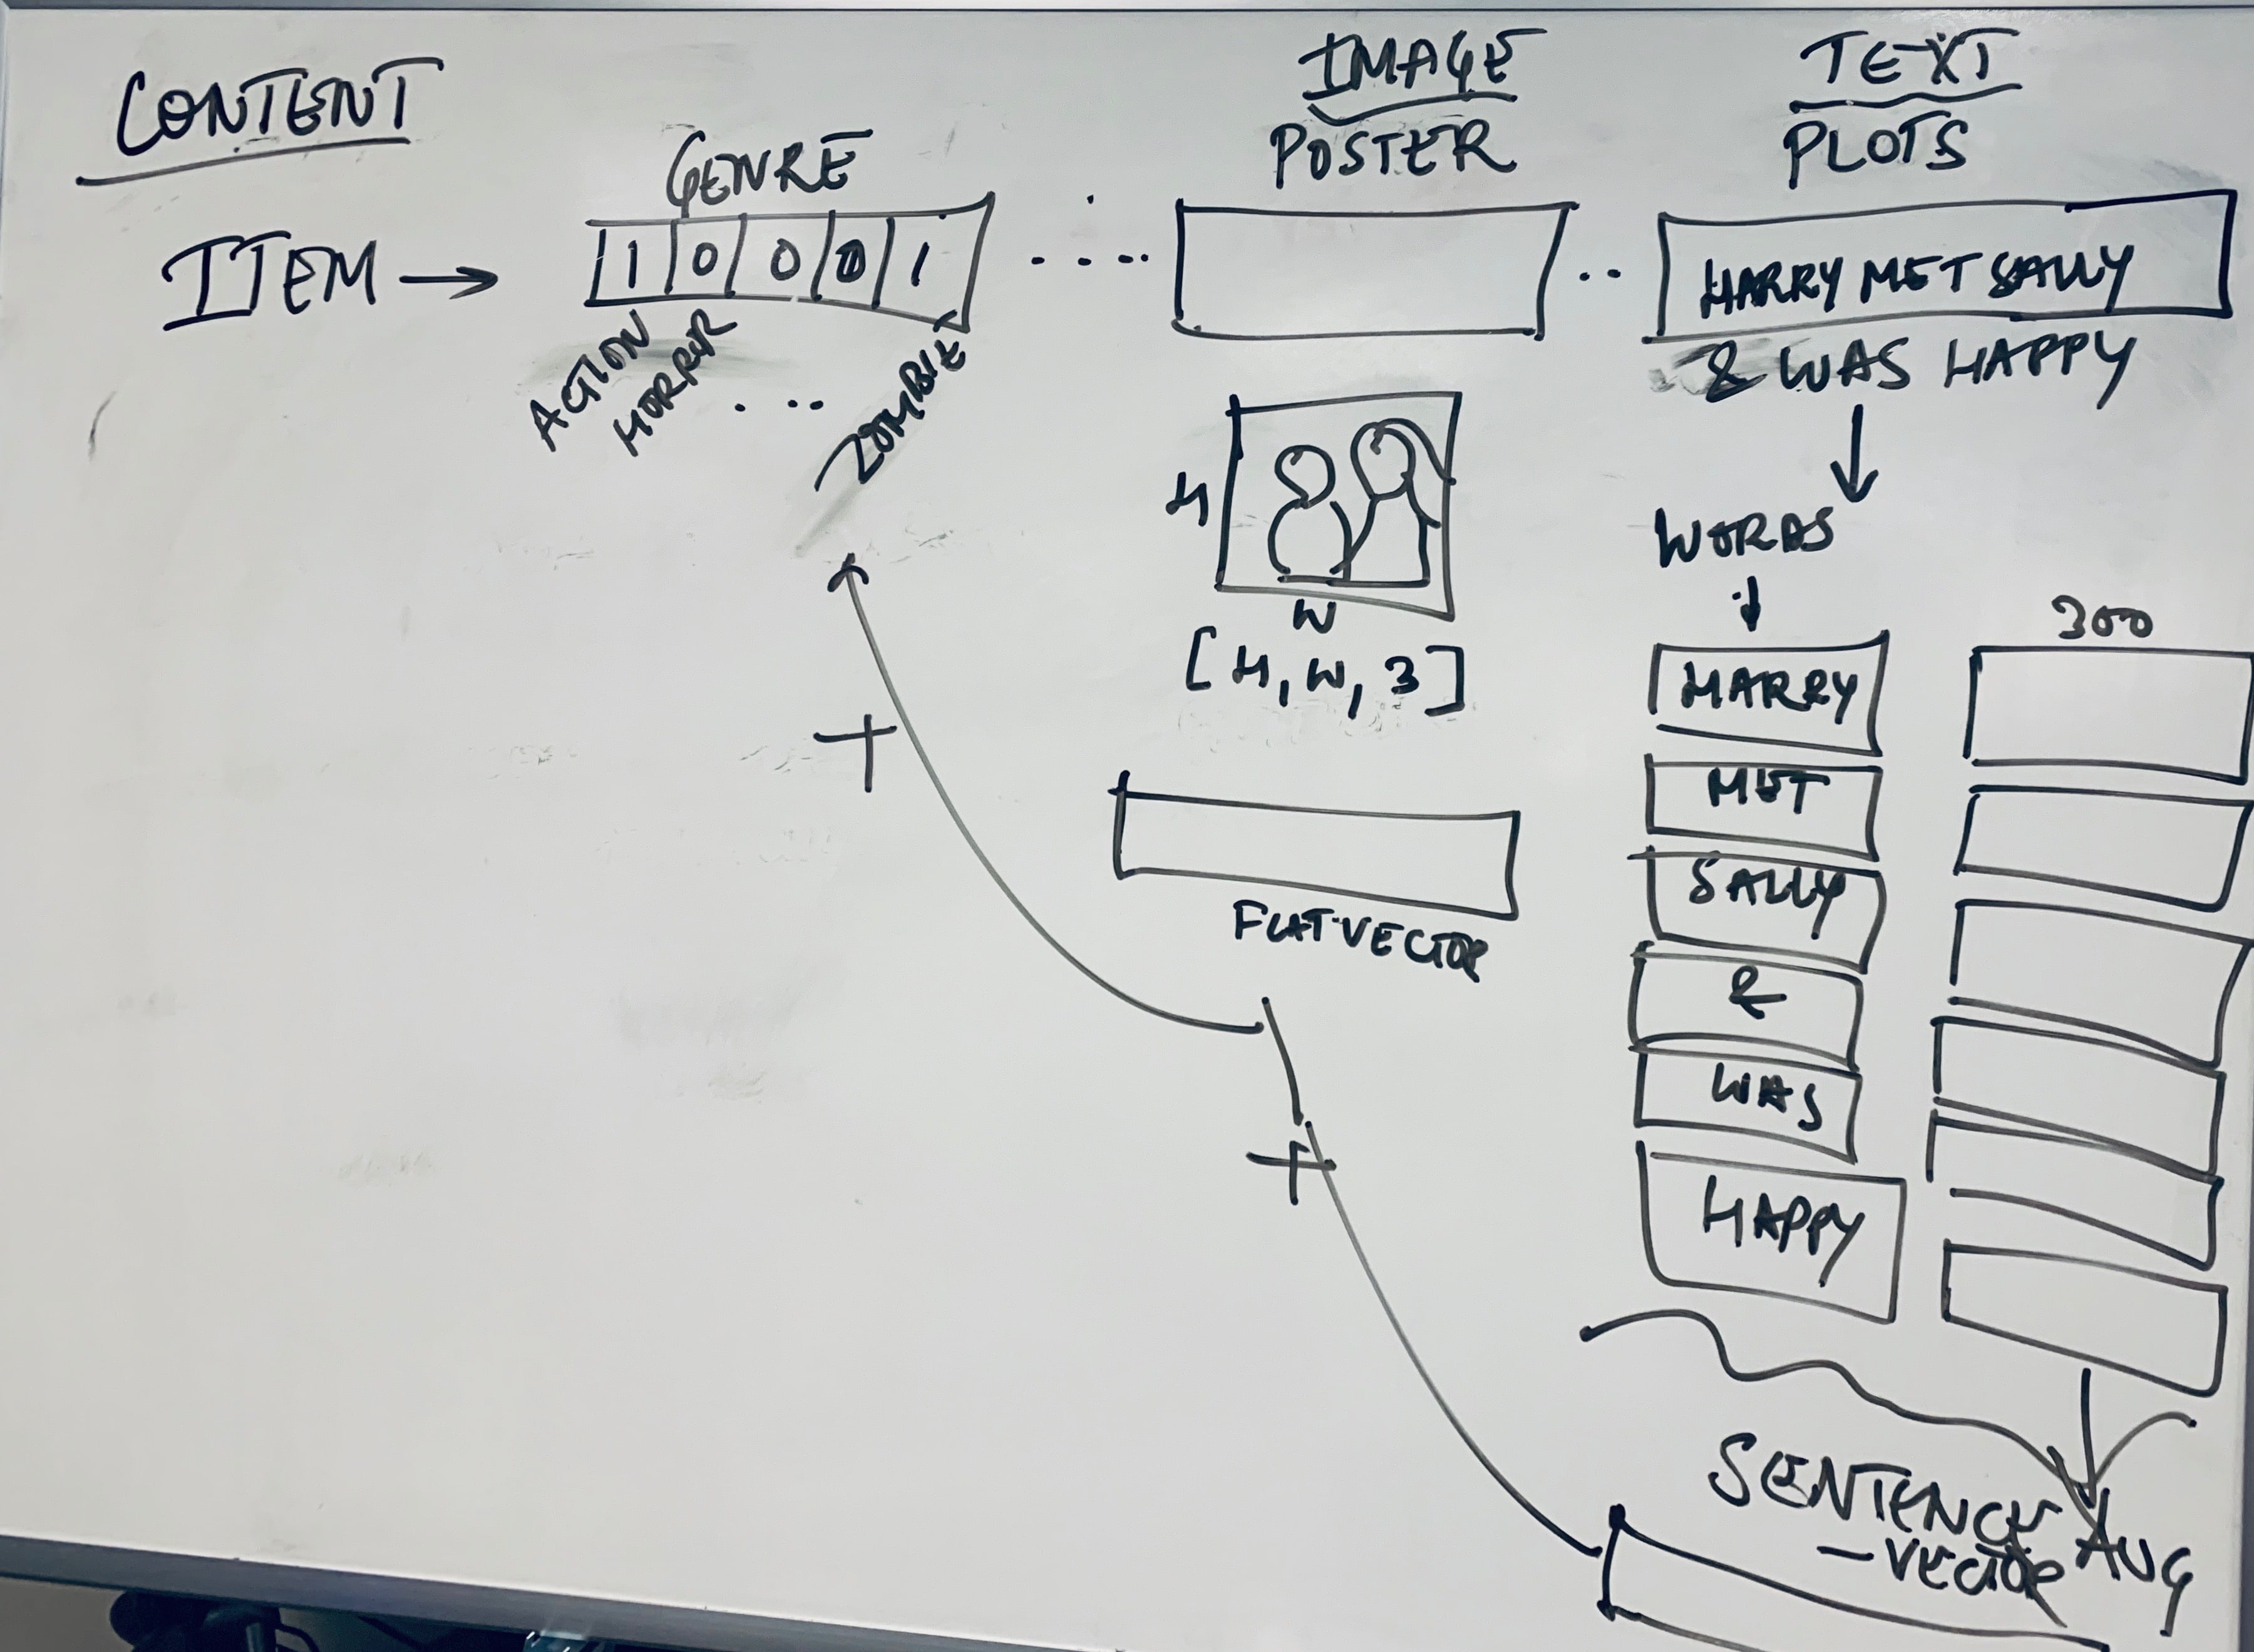 CONTENT
GENRE
ITEM →
1 0 0 0 1
ACTION
HORROR
...
ZOMBIE
....
IMAGE
POSTER
..
TEXT
PLOTS
HARRY MET SALLY
& WAS HAPPY
H
W
[H, W, 3]
FLAT VECTOR
+
+
WORDS
300
HARRY
MET
SALLY
&
WAS
HAPPY
SENTENCE
- VECTOR
AVG